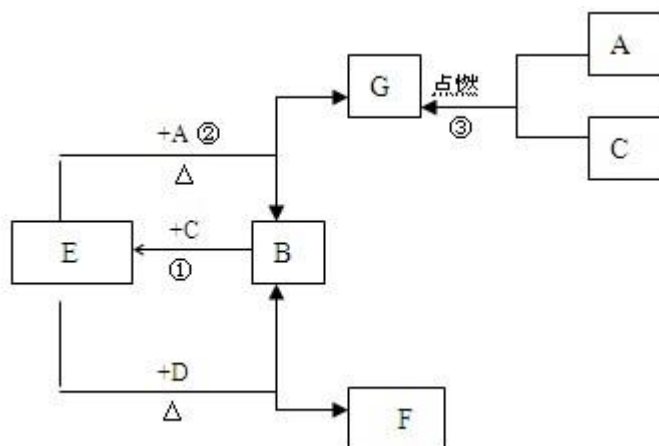 A
G
点燃
③
C
+A ②
△
E
+C
①
B
+D
△
F